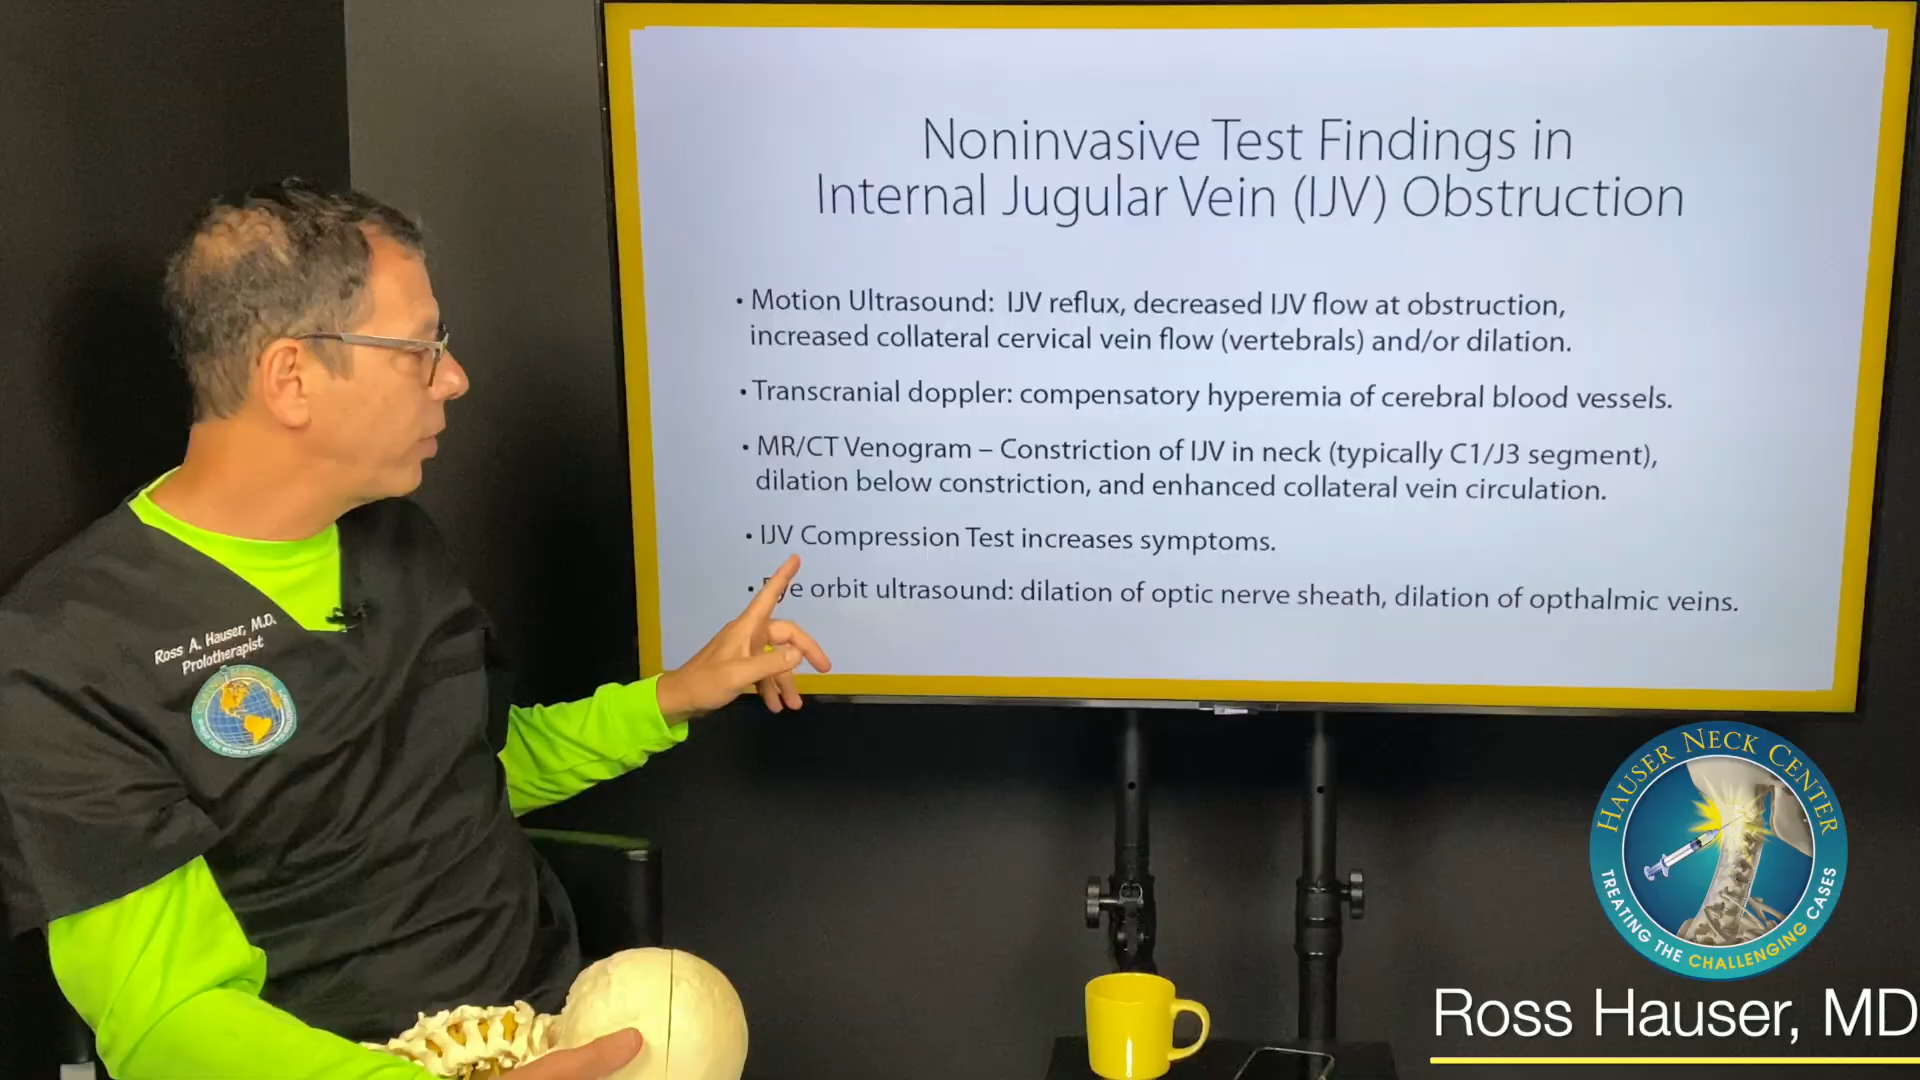 Noninvasive Test Findings in
Internal Jugular Vein (IJV) Obstruction
• Motion Ultrasound: IJV reflux, decreased IJV flow at obstruction,
increased collateral cervical vein flow (vertebrals) and/or dilation.
• Transcranial doppler: compensatory hyperemia of cerebral blood vessels.
• MR/CT Venogram – Constriction of IJV in neck (typically C1/J3 segment),
dilation below constriction, and enhanced collateral vein circulation.
• IJV Compression Test increases symptoms.
• Eye orbit ultrasound: dilation of optic nerve sheath, dilation of opthalmic veins.
Ross A. Hauser, M.D.
Prolotherapist
HAUSER NECK CENTER
TREATING THE CHALLENGING CASES
Ross Hauser, MD